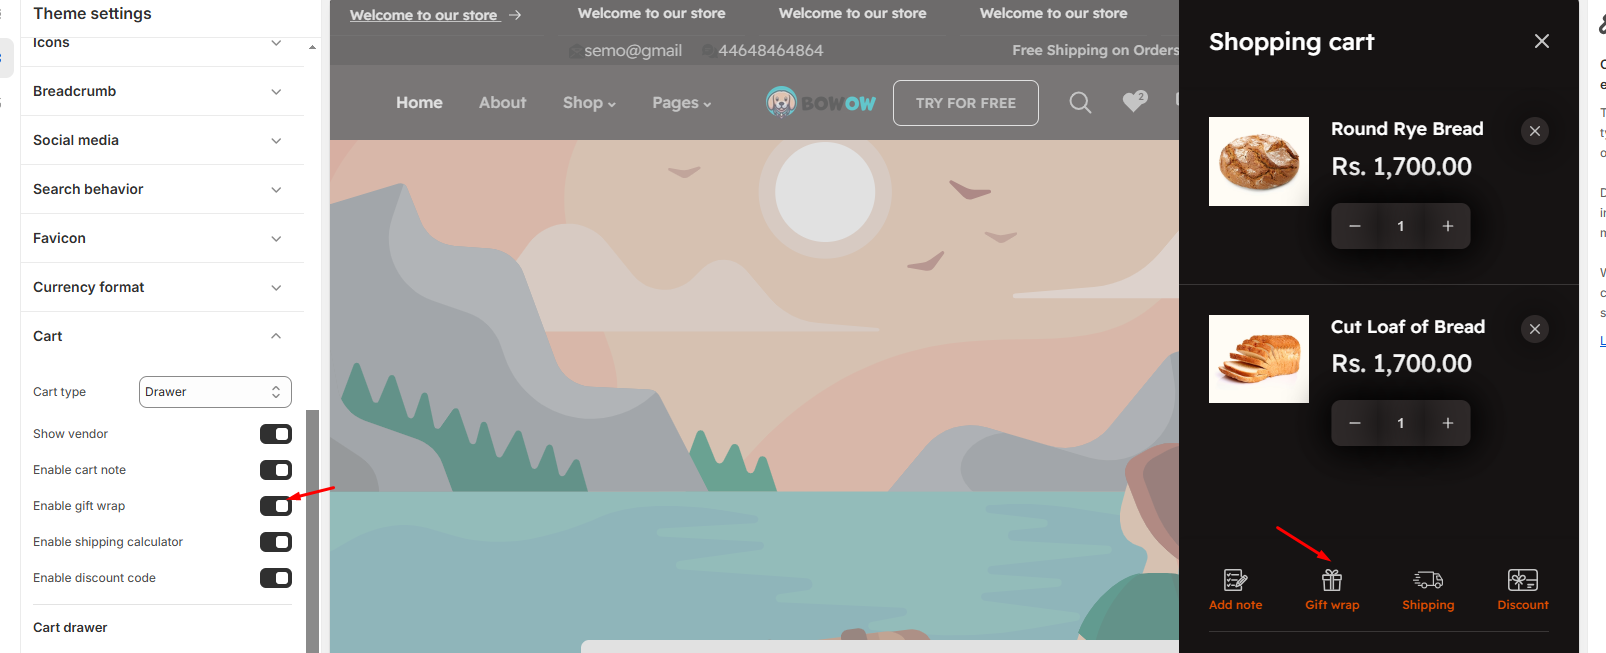 Theme settings
Icons
Breadcrumb
Social media
Search behavior
Favicon
Currency format
Cart
Cart type
Drawer
Show vendor
Enable cart note
Enable gift wrap
Enable shipping calculator
Enable discount code
Cart drawer
Welcome to our store
Welcome to our store
Welcome to our store
Welcome to our store
semo@gmail
44648464864
Free Shipping on Orders
Home
About
Shop
Pages
BOWOW
TRY FOR FREE
2
Shopping cart
Round Rye Bread
Rs. 1,700.00
1
Cut Loaf of Bread
Rs. 1,700.00
1
Add note
Gift wrap
Shipping
Discount